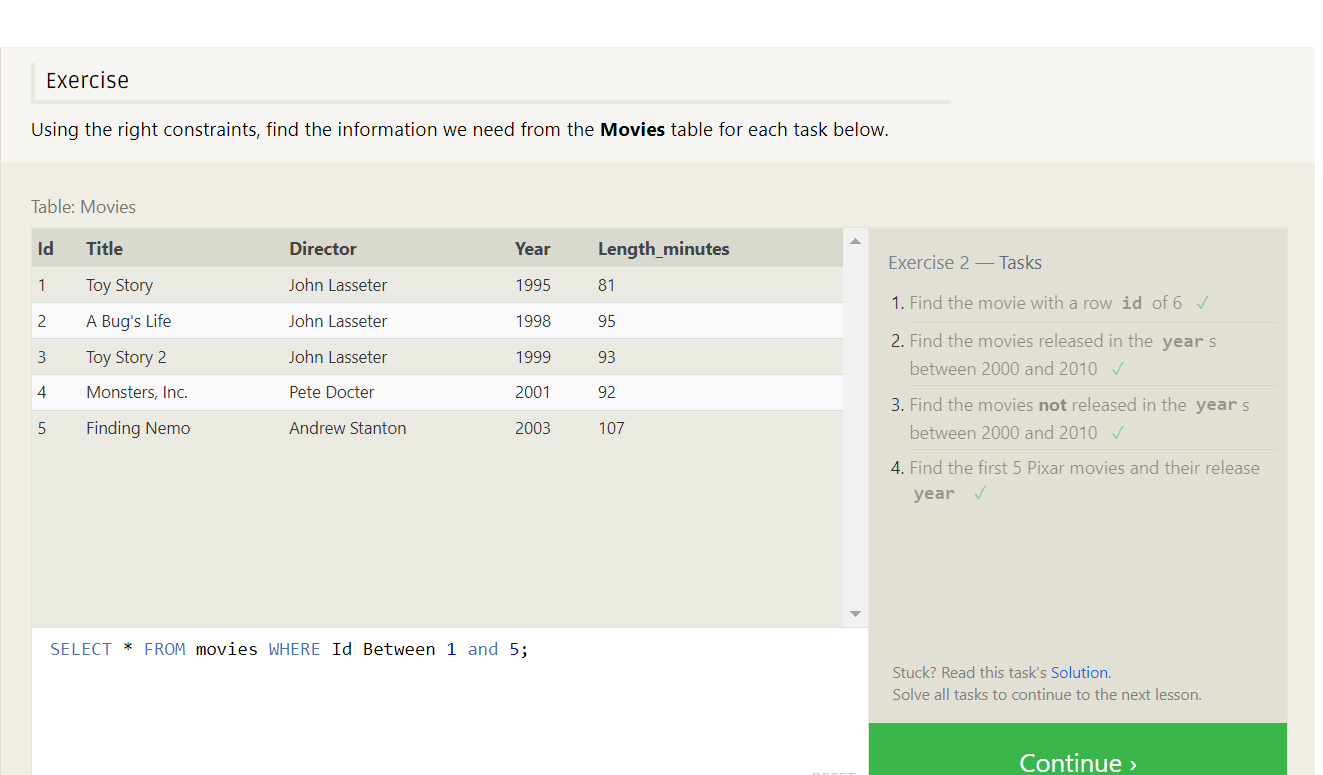 Exercise
Using the right constraints, find the information we need from the Movies table for each task below.
Table: Movies
Id Title Director Year Length_minutes
1 Toy Story John Lasseter 1995 81
2 A Bug's Life John Lasseter 1998 95
3 Toy Story 2 John Lasseter 1999 93
4 Monsters, Inc. Pete Docter 2001 92
5 Finding Nemo Andrew Stanton 2003 107
SELECT * FROM movies WHERE Id Between 1 and 5;
RESET
Exercise 2 — Tasks
1. Find the movie with a row id of 6 ✓
2. Find the movies released in the year s
between 2000 and 2010 ✓
3. Find the movies not released in the year s
between 2000 and 2010 ✓
4. Find the first 5 Pixar movies and their release
year ✓
Stuck? Read this task's Solution.
Solve all tasks to continue to the next lesson.
Continue ›